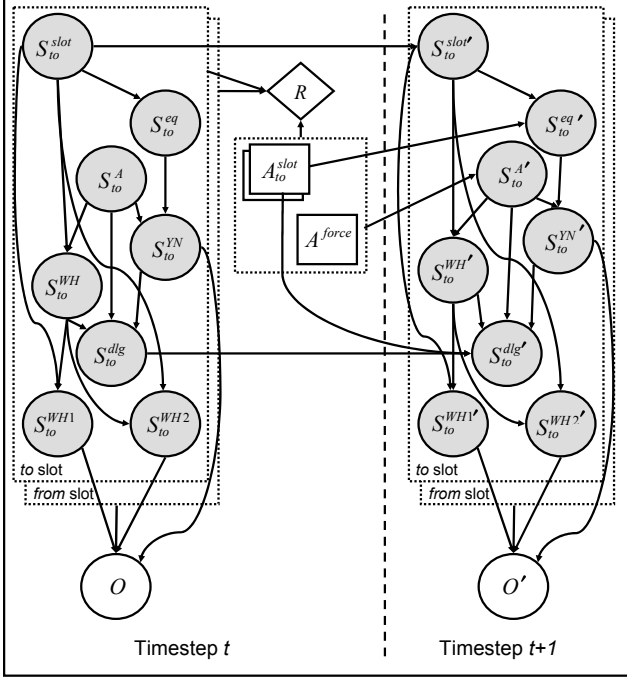 S_to^slot
S_to^eq
S_to^A
S_to^YN
S_to^WH
S_to^dlg
S_to^WH1
S_to^WH2
to slot
from slot
O
Timestep t
R
A_to^slot
A^force
S_to^slot′
S_to^eq′
S_to^A′
S_to^YN′
S_to^WH′
S_to^dlg′
S_to^WH1′
S_to^WH2′
to slot
from slot
O′
Timestep t+1